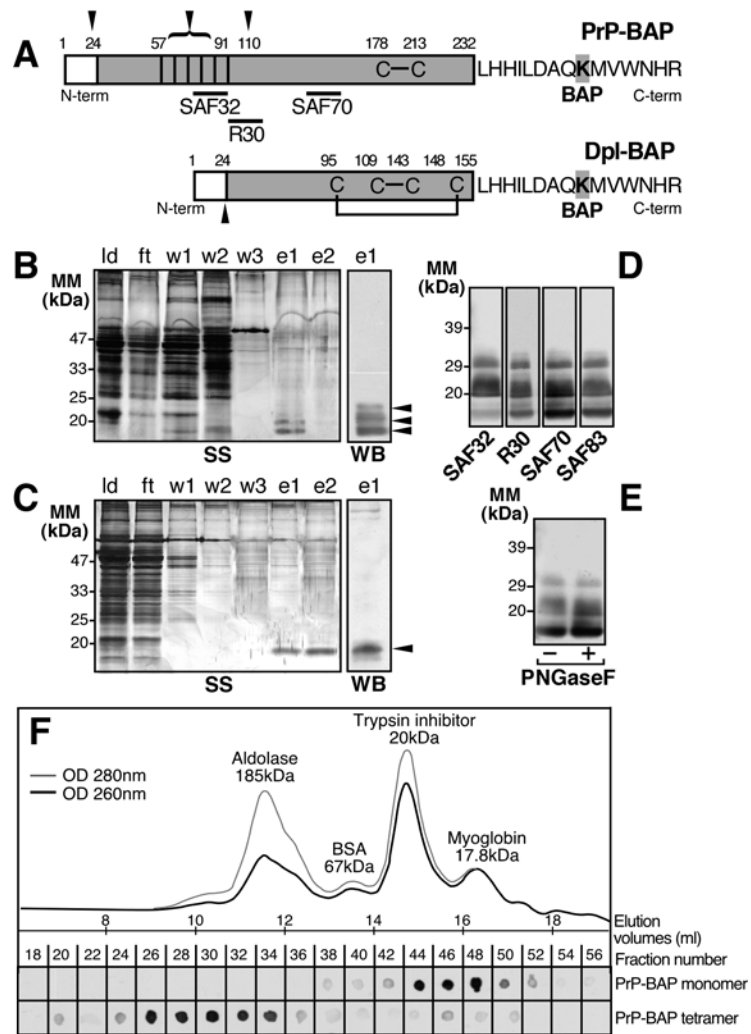 A
1 24 57 91 110 178 213 232
PrP-BAP
C C
LHHILDAQKMVWNHR
N-term
BAP
C-term
SAF32
SAF70
R30
Dpl-BAP
1 24 95 109 143 148 155
C C C C
LHHILDAQKMVWNHR
N-term
BAP
C-term
B
ld ft w1 w2 w3 e1 e2 e1
MM
(kDa)
47
33
25
20
SS
WB
D
MM
(kDa)
39
29
20
SAF32 R30 SAF70 SAF83
C
ld ft w1 w2 w3 e1 e2 e1
MM
(kDa)
47
33
20
SS
WB
E
MM
(kDa)
39
29
20
− +
PNGaseF
F
OD 280nm
OD 260nm
Aldolase
185kDa
BSA
67kDa
Trypsin inhibitor
20kDa
Myoglobin
17.8kDa
8 10 12 14 16 18
Elution
volumes (ml)
18 20 22 24 26 28 30 32 34 36 38 40 42 44 46 48 50 52 54 56
Fraction number
PrP-BAP monomer
PrP-BAP tetramer